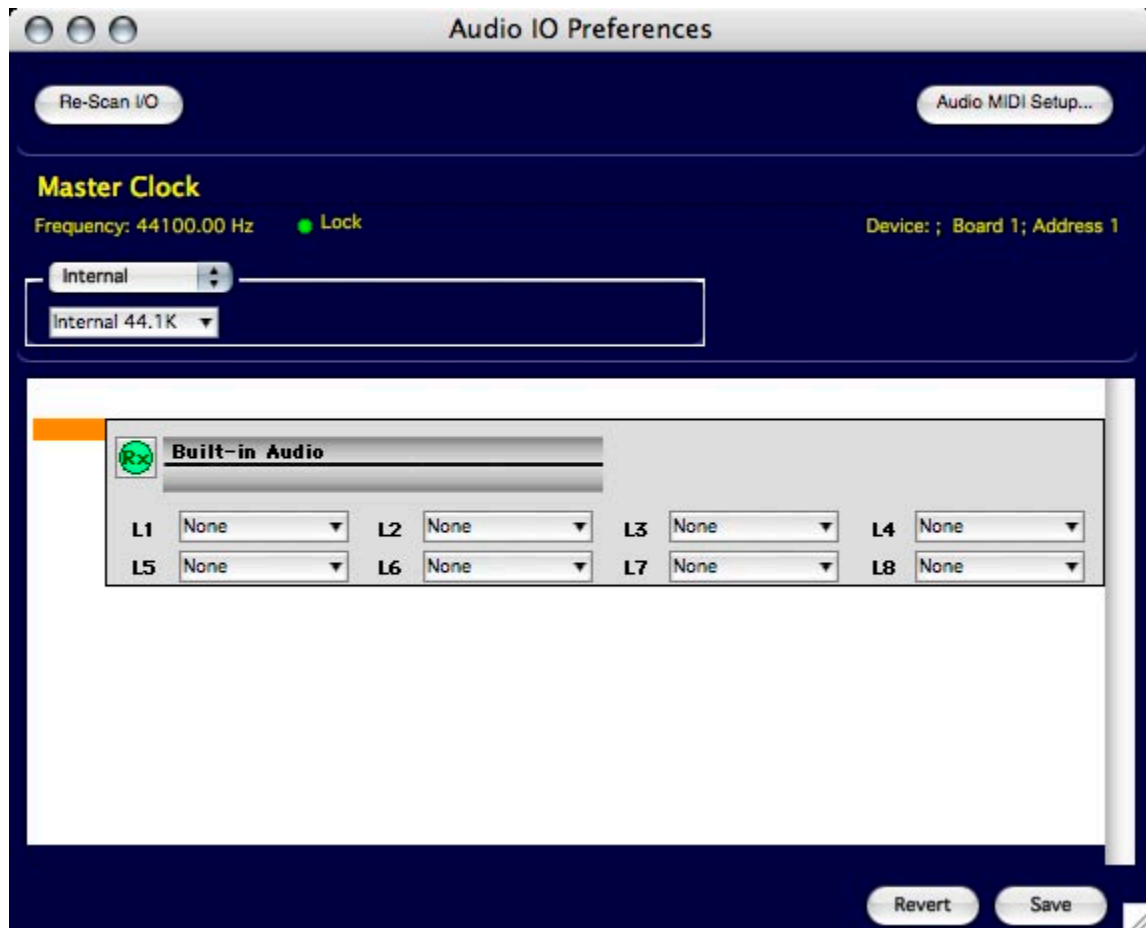 Audio IO Preferences
Re-Scan I/O
Audio MIDI Setup...
Master Clock
Frequency: 44100.00 Hz
Lock
Device: ; Board 1; Address 1
Internal
Internal 44.1K
Rx
Built-in Audio
L1 None L2 None L3 None L4 None
L5 None L6 None L7 None L8 None
Revert
Save